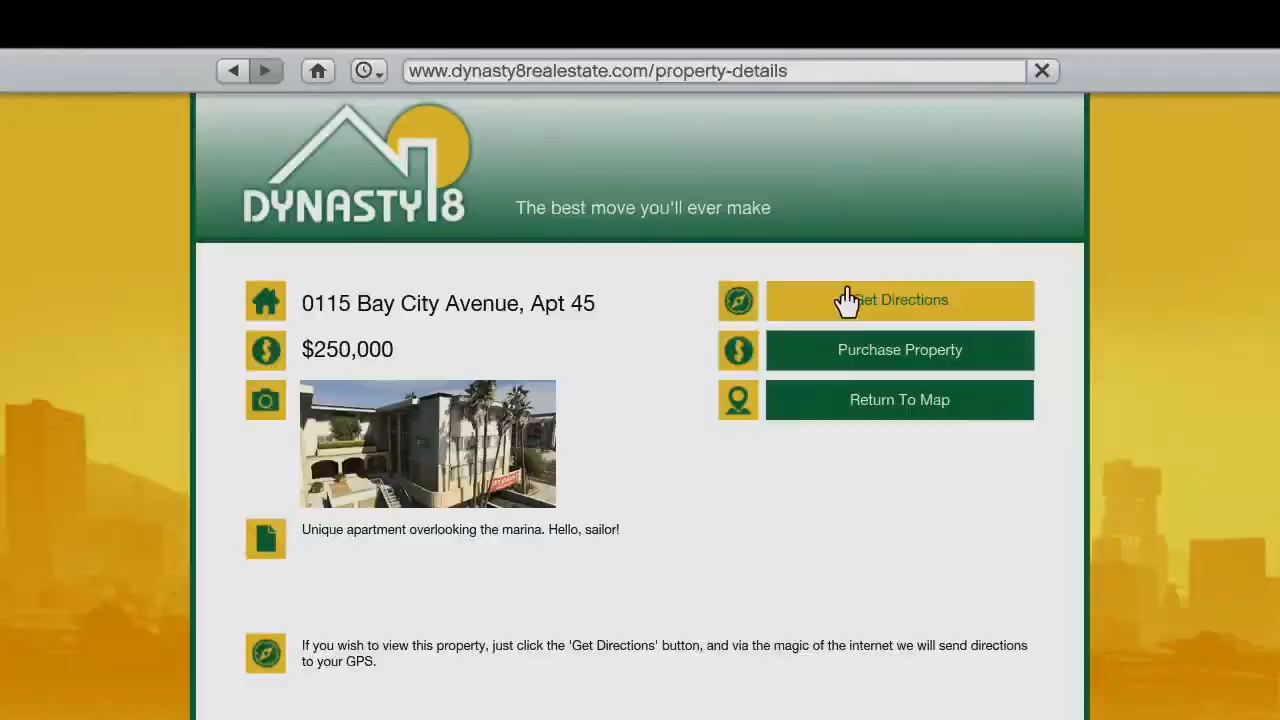 www.dynasty8realestate.com/property-details
DYNASTY 8
The best move you'll ever make
0115 Bay City Avenue, Apt 45
Get Directions
$250,000
Purchase Property
Return To Map
Unique apartment overlooking the marina. Hello, sailor!
If you wish to view this property, just click the 'Get Directions' button, and via the magic of the internet we will send directions
to your GPS.